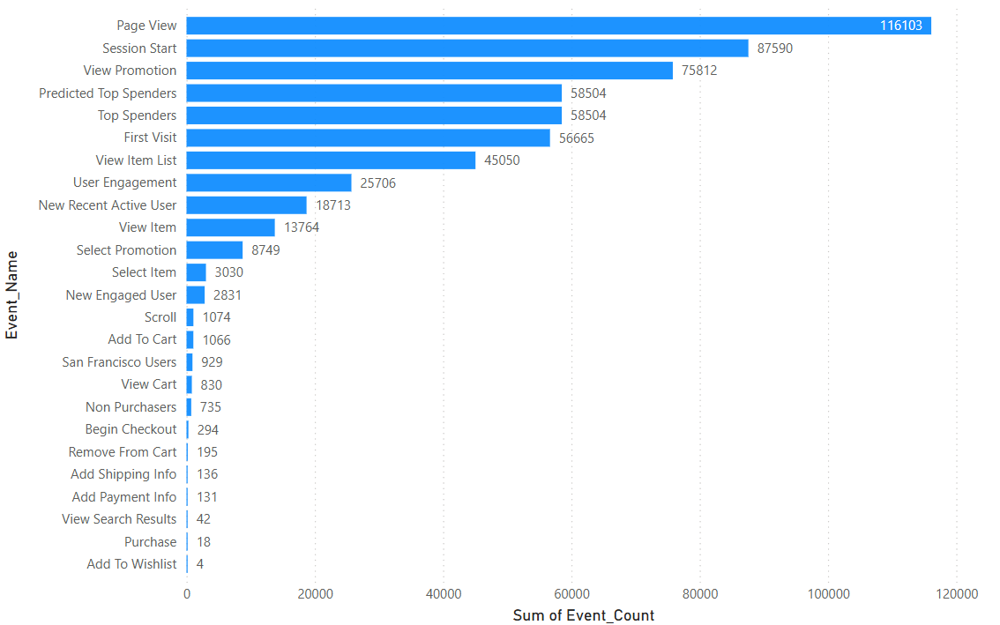 Event_Name
Page View 116103
Session Start 87590
View Promotion 75812
Predicted Top Spenders 58504
Top Spenders 58504
First Visit 56665
View Item List 45050
User Engagement 25706
New Recent Active User 18713
View Item 13764
Select Promotion 8749
Select Item 3030
New Engaged User 2831
Scroll 1074
Add To Cart 1066
San Francisco Users 929
View Cart 830
Non Purchasers 735
Begin Checkout 294
Remove From Cart 195
Add Shipping Info 136
Add Payment Info 131
View Search Results 42
Purchase 18
Add To Wishlist 4
0 20000 40000 60000 80000 100000 120000
Sum of Event_Count